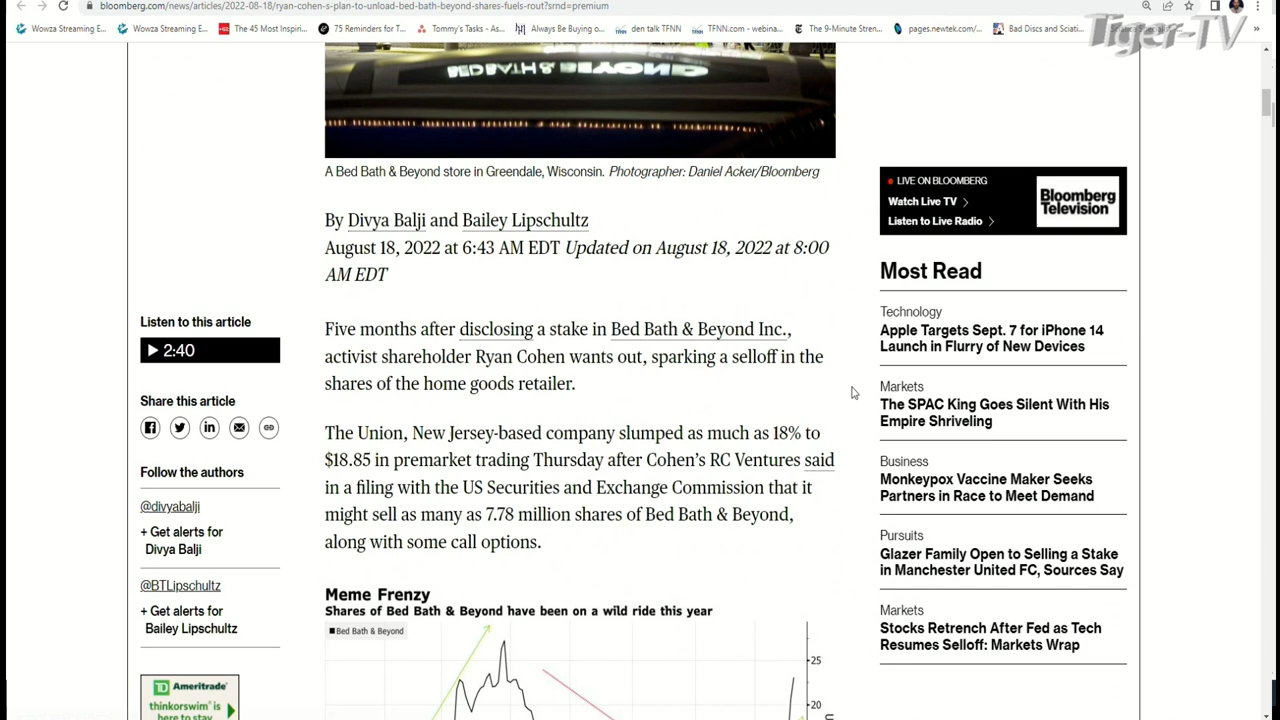 bloomberg.com/news/articles/2022-08-18/ryan-cohen-s-plan-to-unload-bed-bath-beyond-shares-fuels-rout?srnd=premium
Wowza Streaming E...
Wowza Streaming E...
The 45 Most Inspiri...
75 Reminders for T...
Tommy's Tasks - As...
Always Be Buying o...
den talk TFNN
TFNN.com - webina...
The 9-Minute Stren...
pages.newtek.com/...
Bad Discs and Sciati...
»
Tiger-TV
BED BATH & BEYOND
A Bed Bath & Beyond store in Greendale, Wisconsin. Photographer: Daniel Acker/Bloomberg
By Divya Balji and Bailey Lipschultz
August 18, 2022 at 6:43 AM EDT Updated on August 18, 2022 at 8:00
AM EDT
Listen to this article
2:40
Share this article
Follow the authors
@divyabalji
+ Get alerts for
Divya Balji
@BTLipschultz
+ Get alerts for
Bailey Lipschultz
TD Ameritrade
thinkorswim® is
here to stay
Five months after disclosing a stake in Bed Bath & Beyond Inc.,
activist shareholder Ryan Cohen wants out, sparking a selloff in the
shares of the home goods retailer.
The Union, New Jersey-based company slumped as much as 18% to
$18.85 in premarket trading Thursday after Cohen's RC Ventures said
in a filing with the US Securities and Exchange Commission that it
might sell as many as 7.78 million shares of Bed Bath & Beyond,
along with some call options.
Meme Frenzy
Shares of Bed Bath & Beyond have been on a wild ride this year
Bed Bath & Beyond
25
20
LIVE ON BLOOMBERG
Watch Live TV
Listen to Live Radio
Bloomberg
Television
Most Read
Technology
Apple Targets Sept. 7 for iPhone 14
Launch in Flurry of New Devices
Markets
The SPAC King Goes Silent With His
Empire Shriveling
Business
Monkeypox Vaccine Maker Seeks
Partners in Race to Meet Demand
Pursuits
Glazer Family Open to Selling a Stake
in Manchester United FC, Sources Say
Markets
Stocks Retrench After Fed as Tech
Resumes Selloff: Markets Wrap